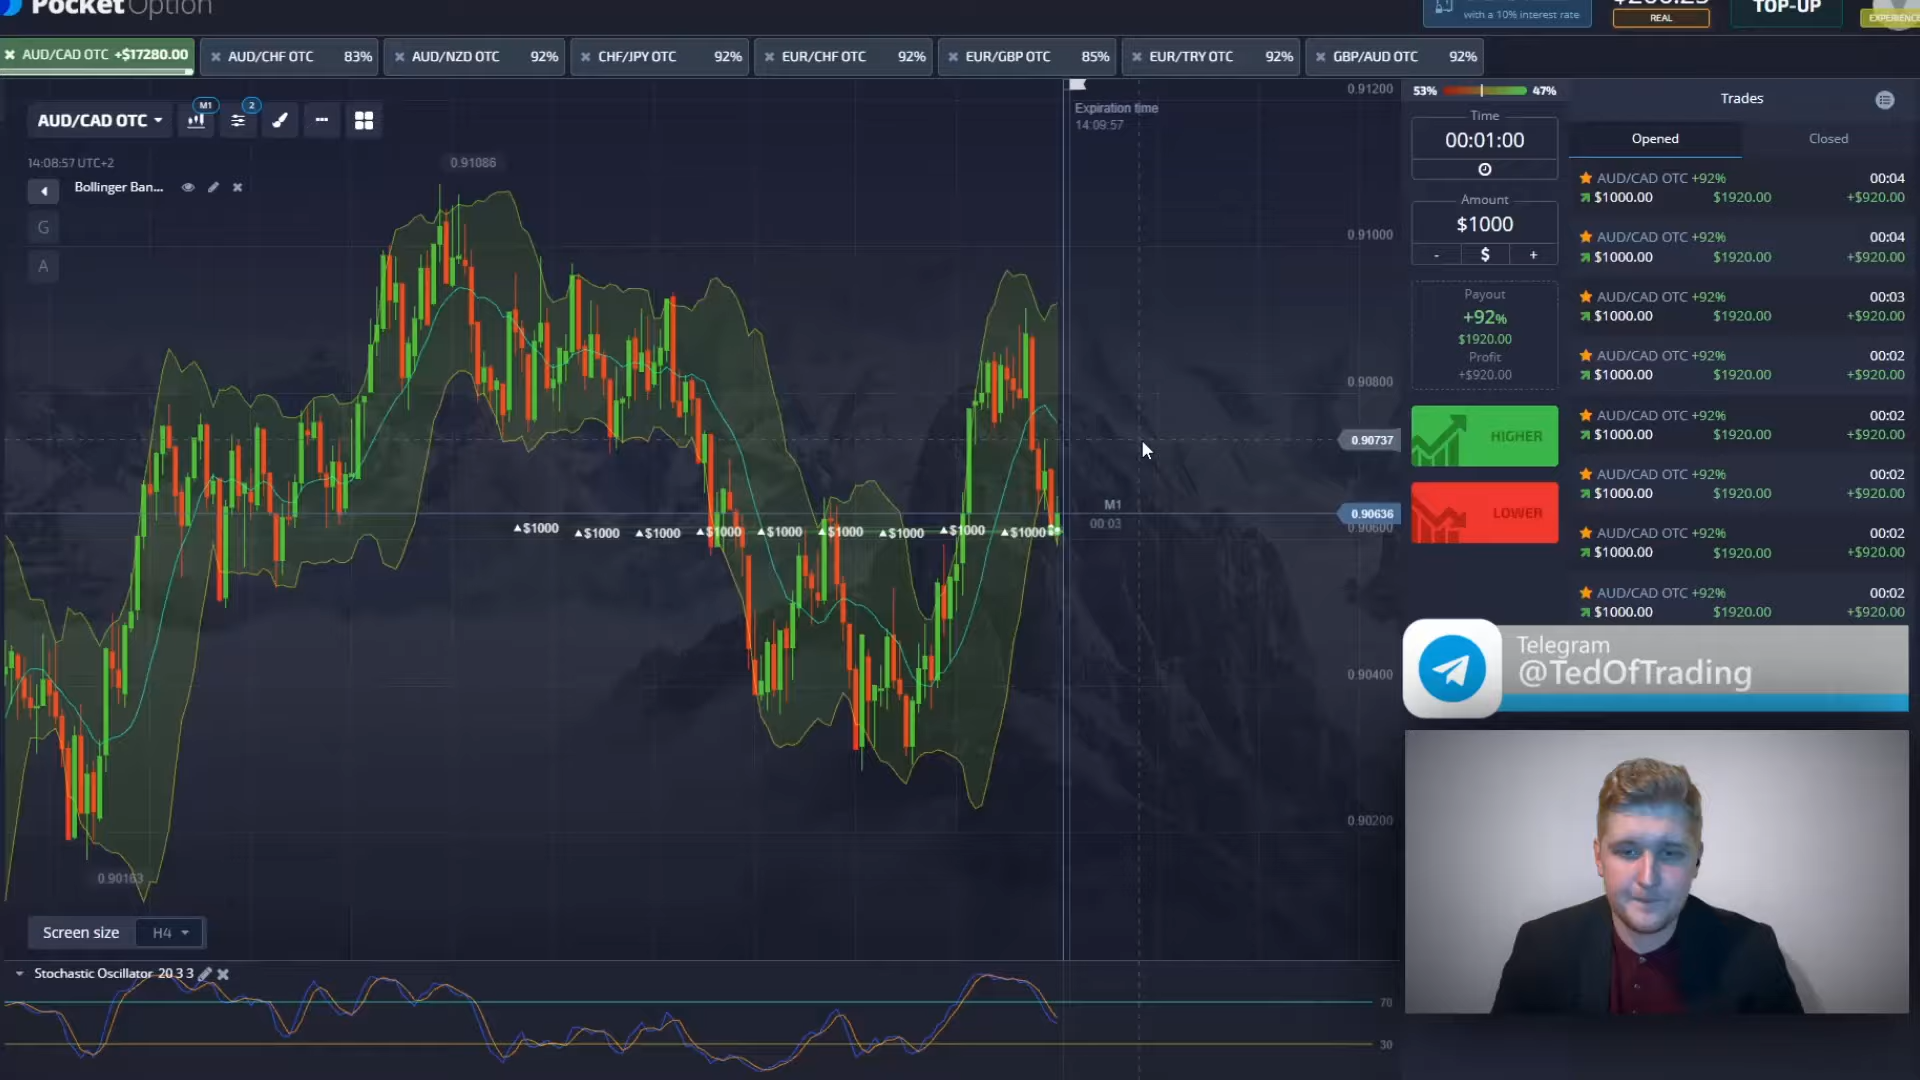 Pocket Option
with a 10% interest rate
REAL
TOP-UP
EXPERIENCE
AUD/CAD OTC +$17280.00
AUD/CHF OTC 83%
AUD/NZD OTC 92%
CHF/JPY OTC 92%
EUR/CHF OTC 92%
EUR/GBP OTC 85%
EUR/TRY OTC 92%
GBP/AUD OTC 92%
AUD/CAD OTC
M1
2
14:08:57 UTC+2
Bollinger Ban...
G
A
0.91086
Expiration time
14:09:57
0.91200
0.91000
0.90800
0.90737
0.90636
0.90600
0.90400
0.90200
M1
00:03
$1000
$1000
$1000
$1000
$1000
$1000
$1000
$1000
$1000
0.90163
Screen size H4
Stochastic Oscillator 20 3 3
70
30
53% 47%
Time
00:01:00
Amount
$1000
- $ +
Payout
+92%
$1920.00
Profit
+$920.00
HIGHER
LOWER
Trades
Opened Closed
AUD/CAD OTC +92% 00:04
$1000.00 $1920.00 +$920.00
AUD/CAD OTC +92% 00:04
$1000.00 $1920.00 +$920.00
AUD/CAD OTC +92% 00:03
$1000.00 $1920.00 +$920.00
AUD/CAD OTC +92% 00:02
$1000.00 $1920.00 +$920.00
AUD/CAD OTC +92% 00:02
$1000.00 $1920.00 +$920.00
AUD/CAD OTC +92% 00:02
$1000.00 $1920.00 +$920.00
AUD/CAD OTC +92% 00:02
$1000.00 $1920.00 +$920.00
AUD/CAD OTC +92% 00:02
$1000.00 $1920.00 +$920.00
Telegram
@TedOfTrading